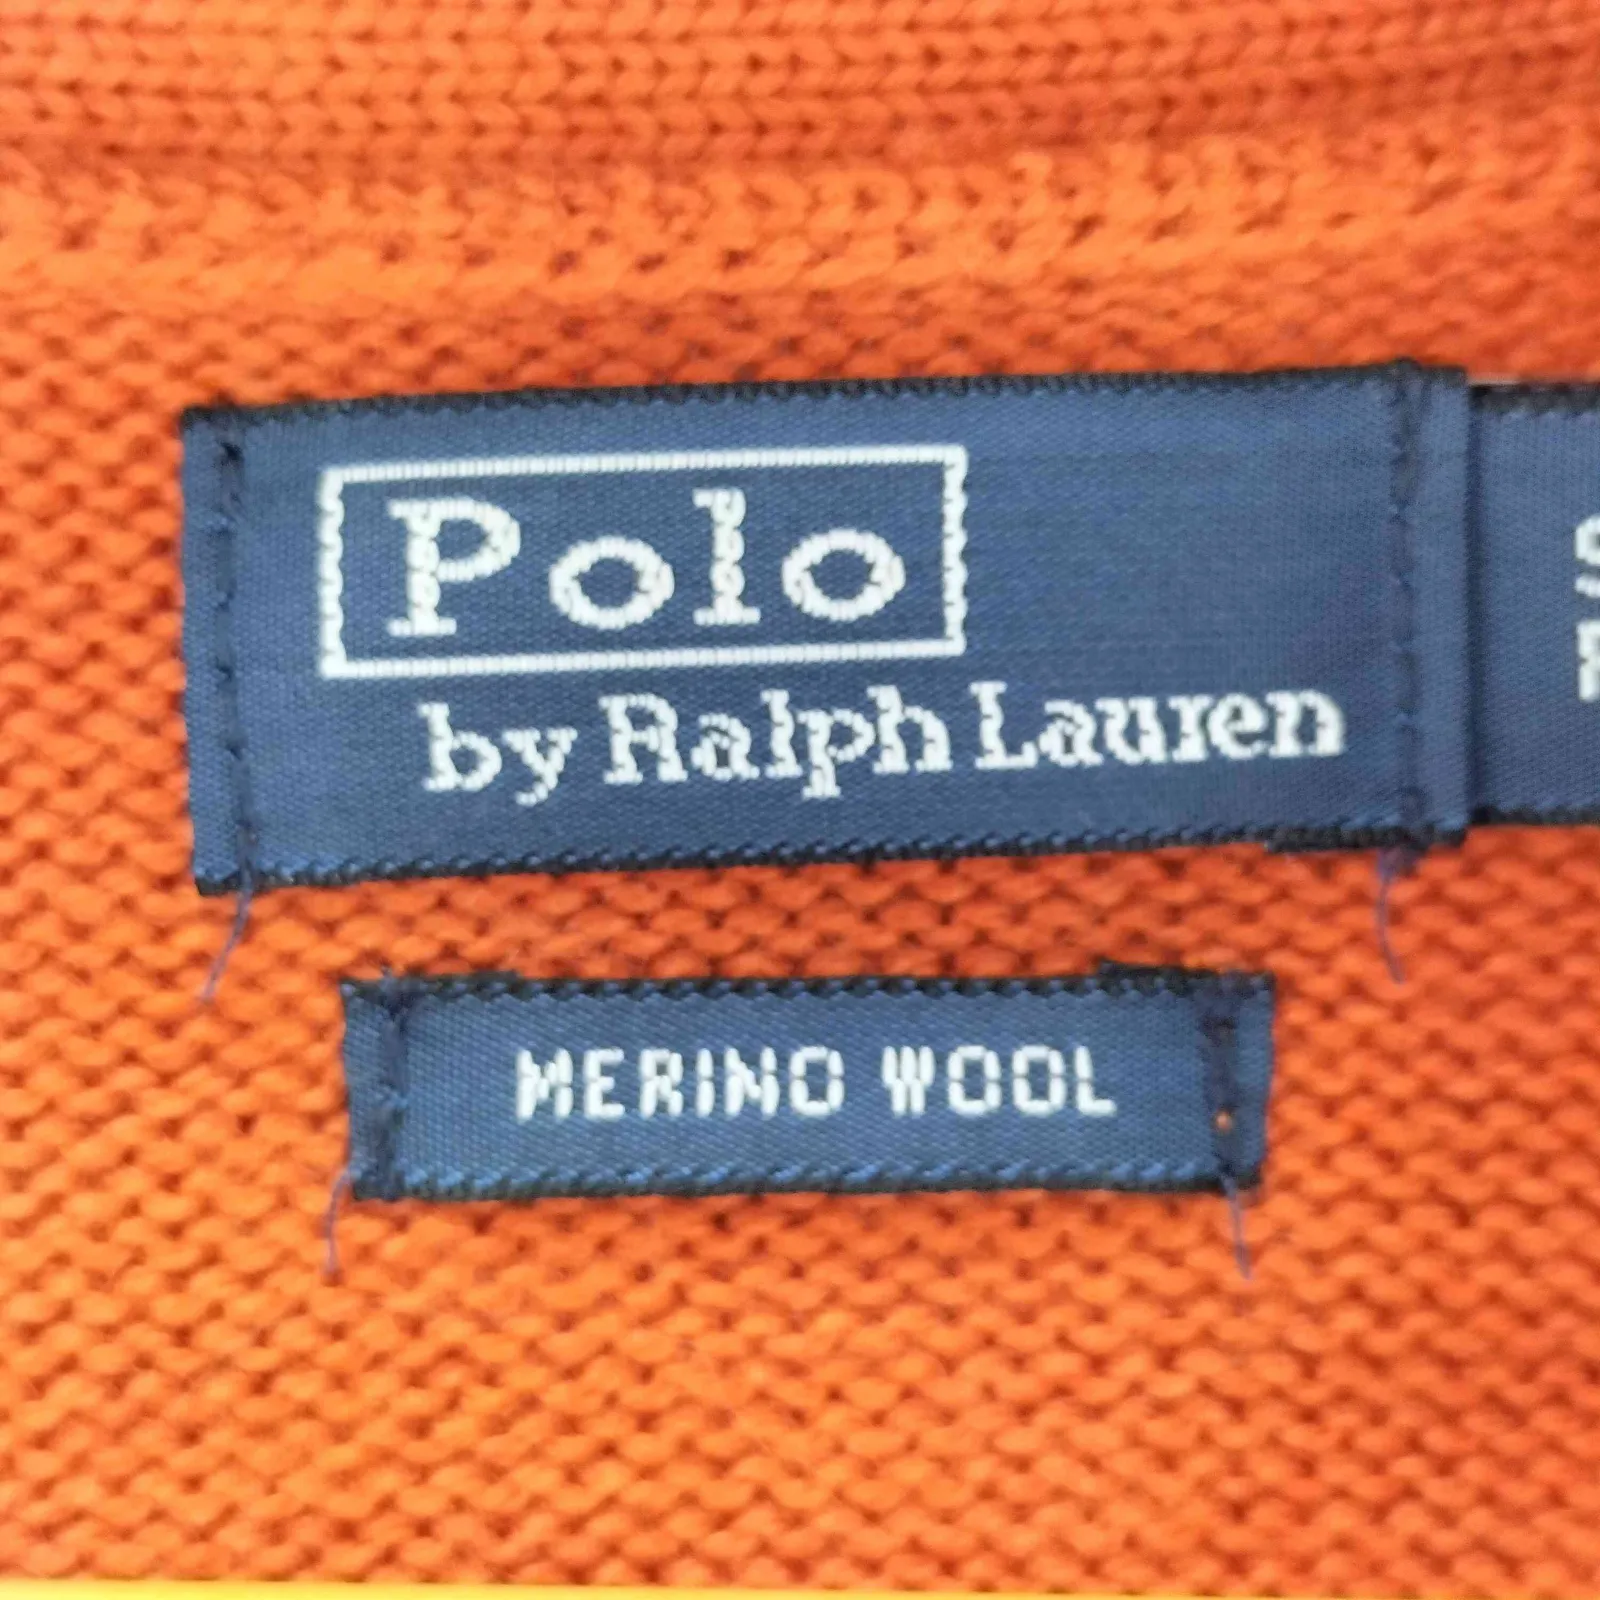 Polo
by Ralph Lauren
MERINO WOOL